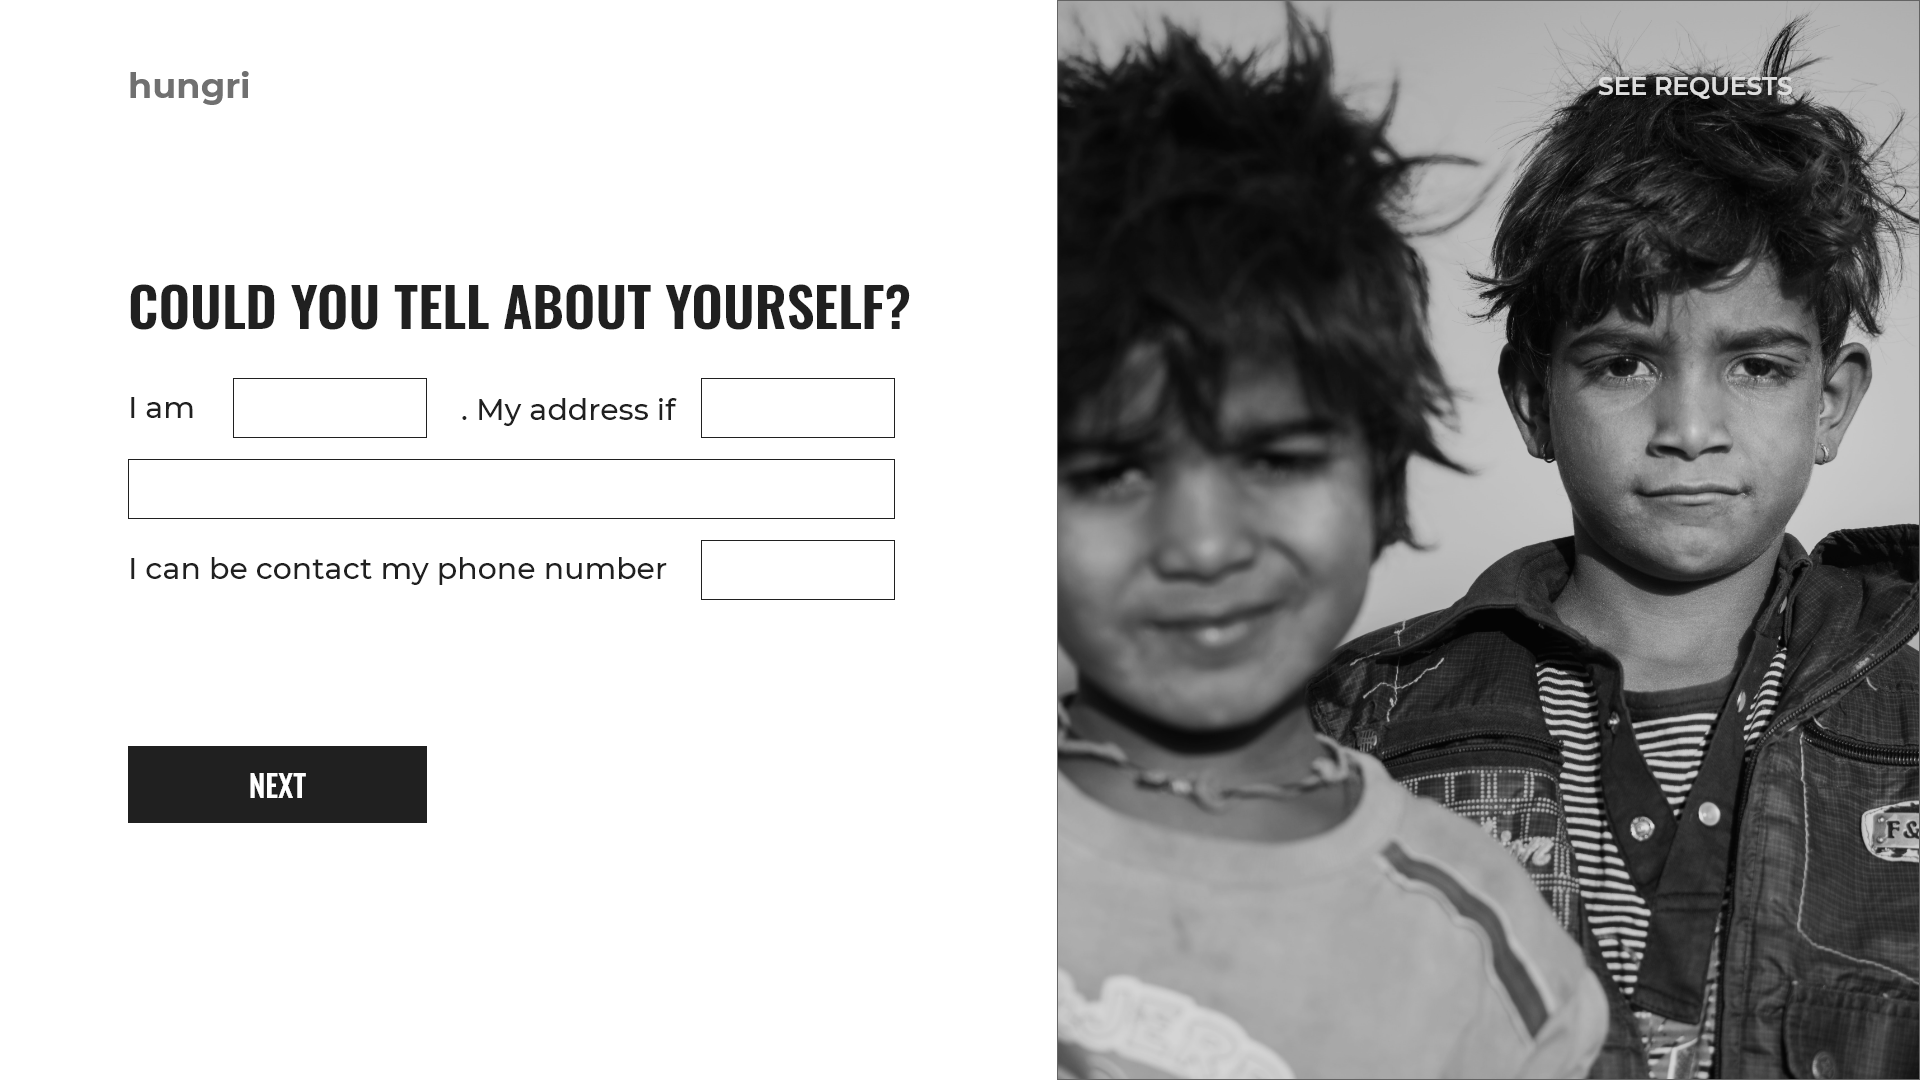 hungri
SEE REQUESTS
COULD YOU TELL ABOUT YOURSELF?
I am . My address if
I can be contact my phone number
NEXT
F&